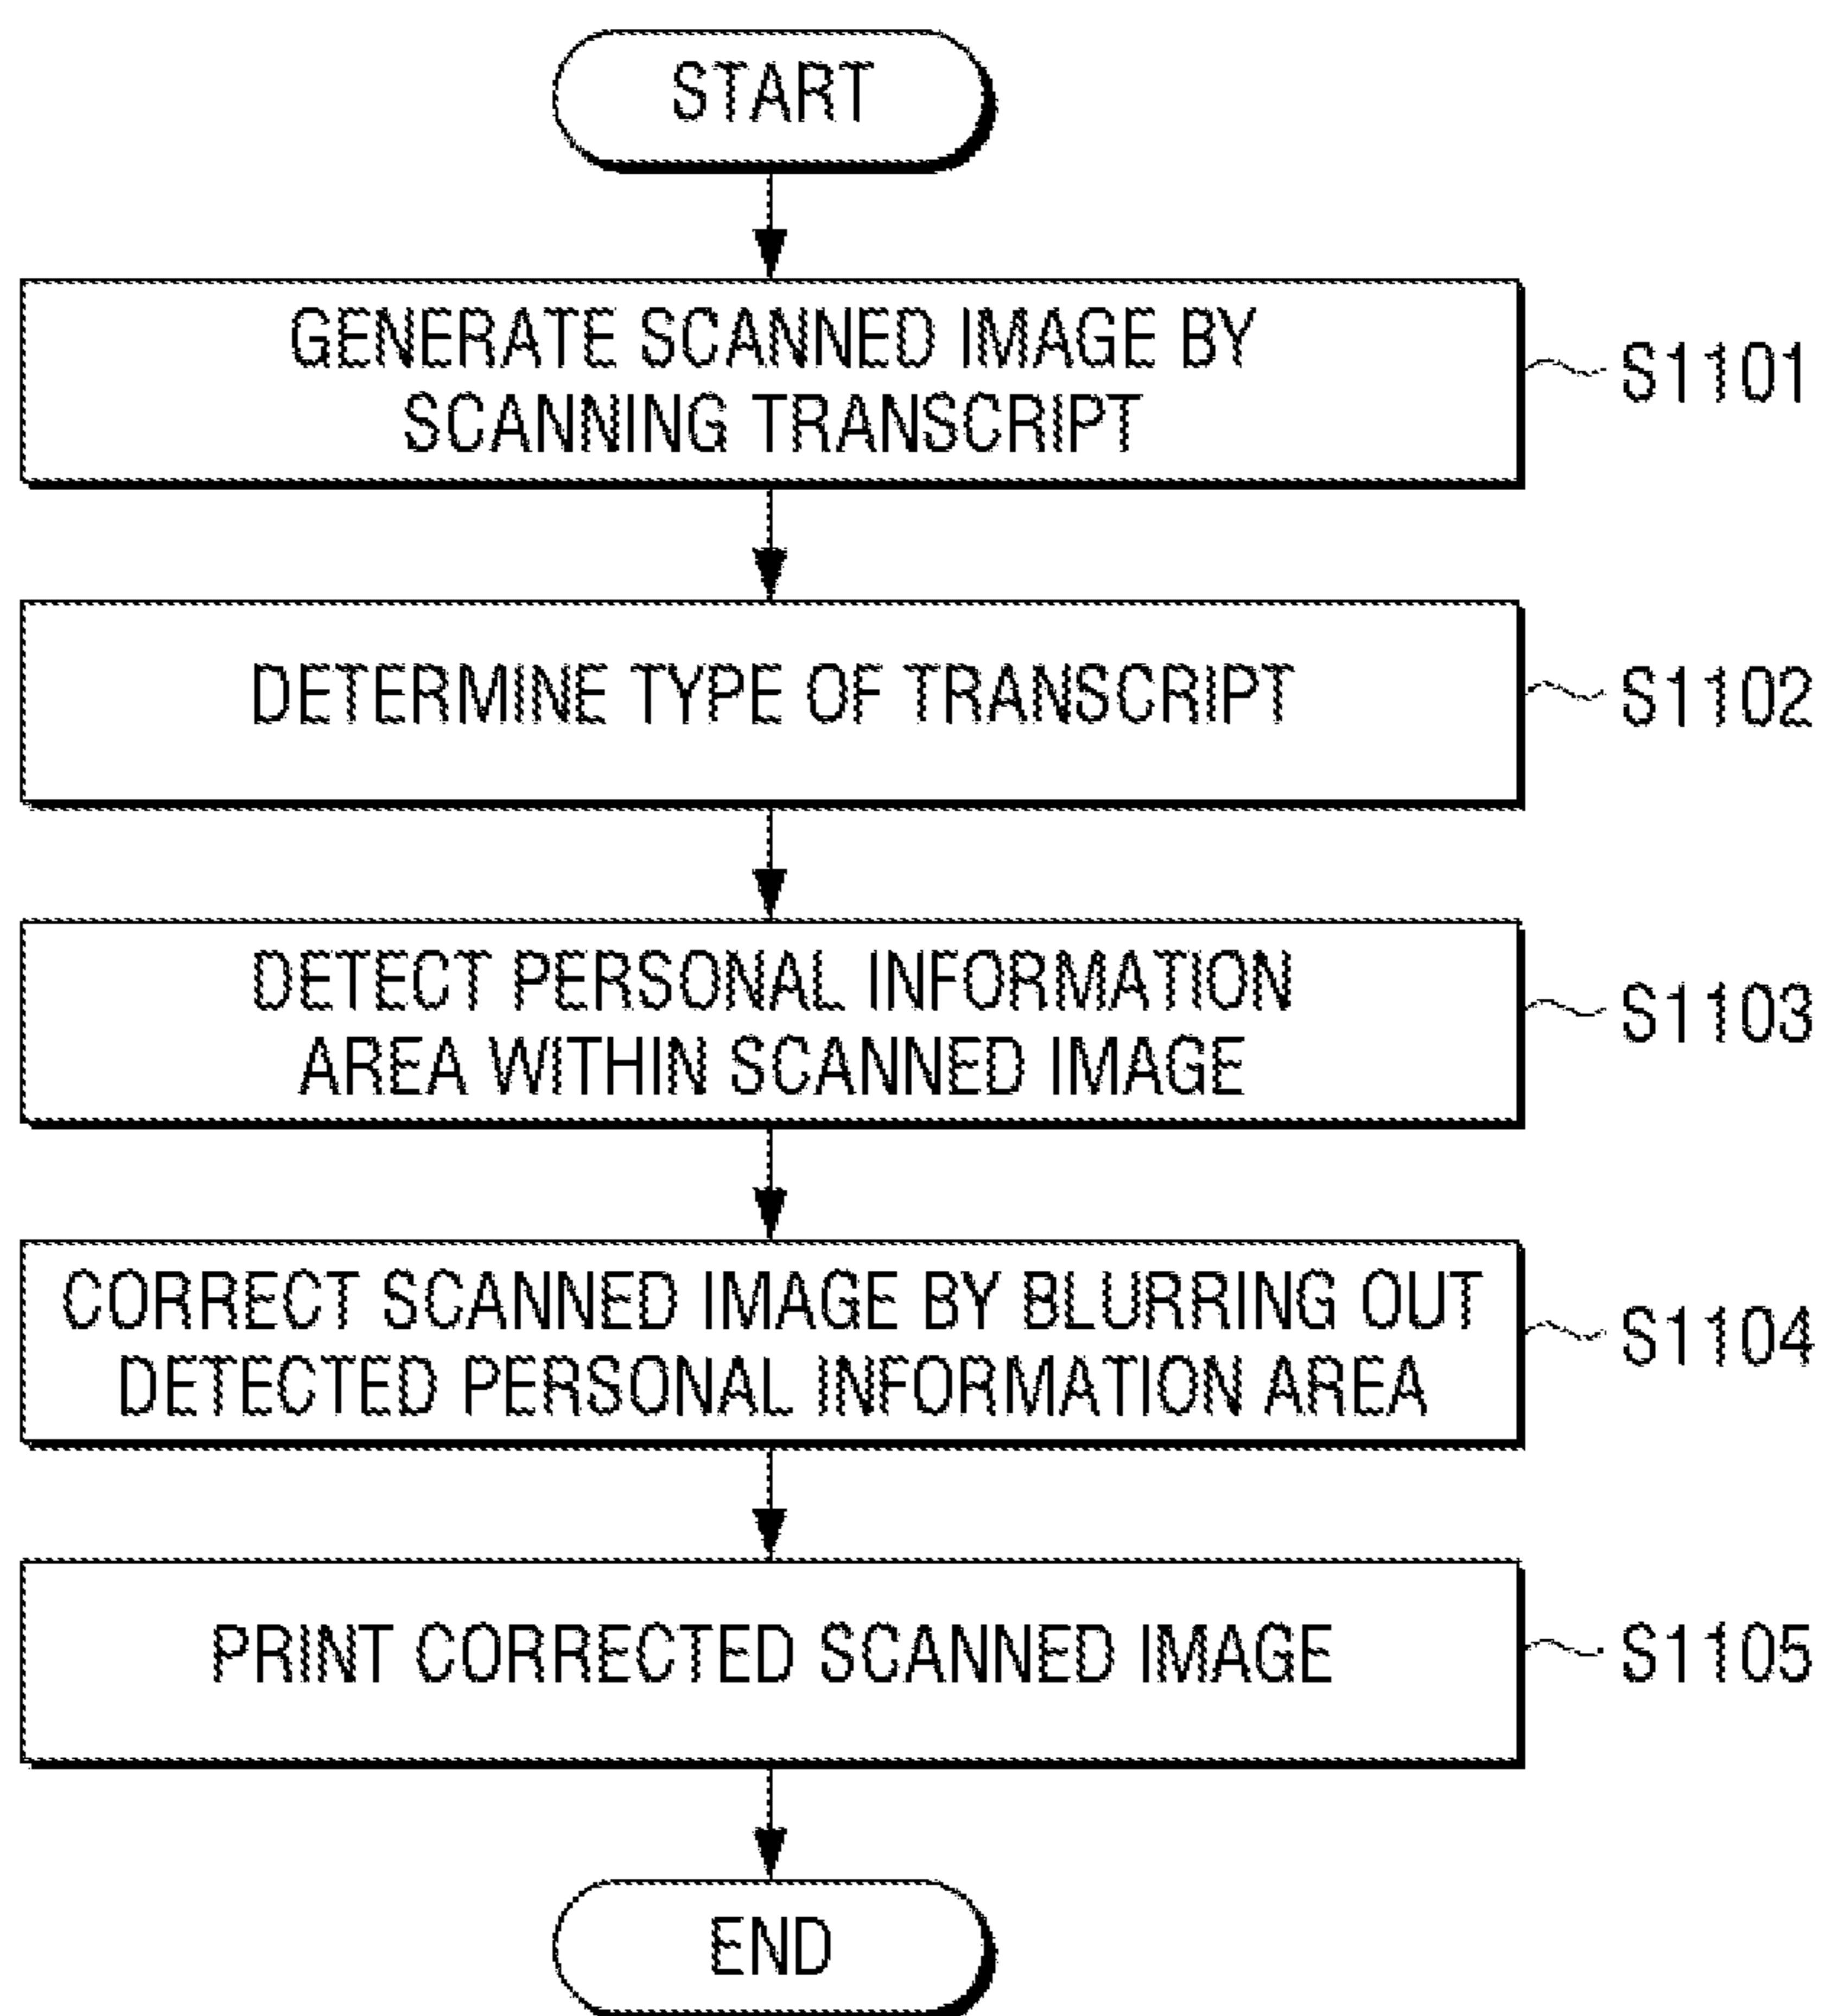 START
GENERATE SCANNED IMAGE BY
SCANNING TRANSCRIPT
S1101
DETERMINE TYPE OF TRANSCRIPT
S1102
DETECT PERSONAL INFORMATION
AREA WITHIN SCANNED IMAGE
S1103
CORRECT SCANNED IMAGE BY BLURRING OUT
DETECTED PERSONAL INFORMATION AREA
S1104
PRINT CORRECTED SCANNED IMAGE
S1105
END